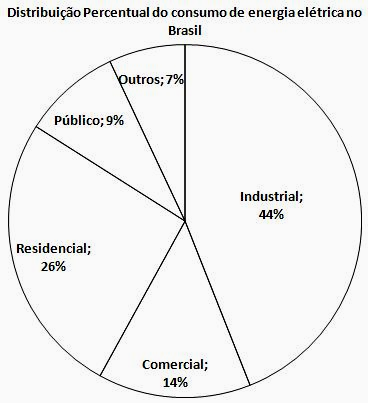 Distribuição Percentual do consumo de energia elétrica no
Brasil
Outros; 7%
Público; 9%
Industrial;
44%
Residencial;
26%
Comercial;
14%